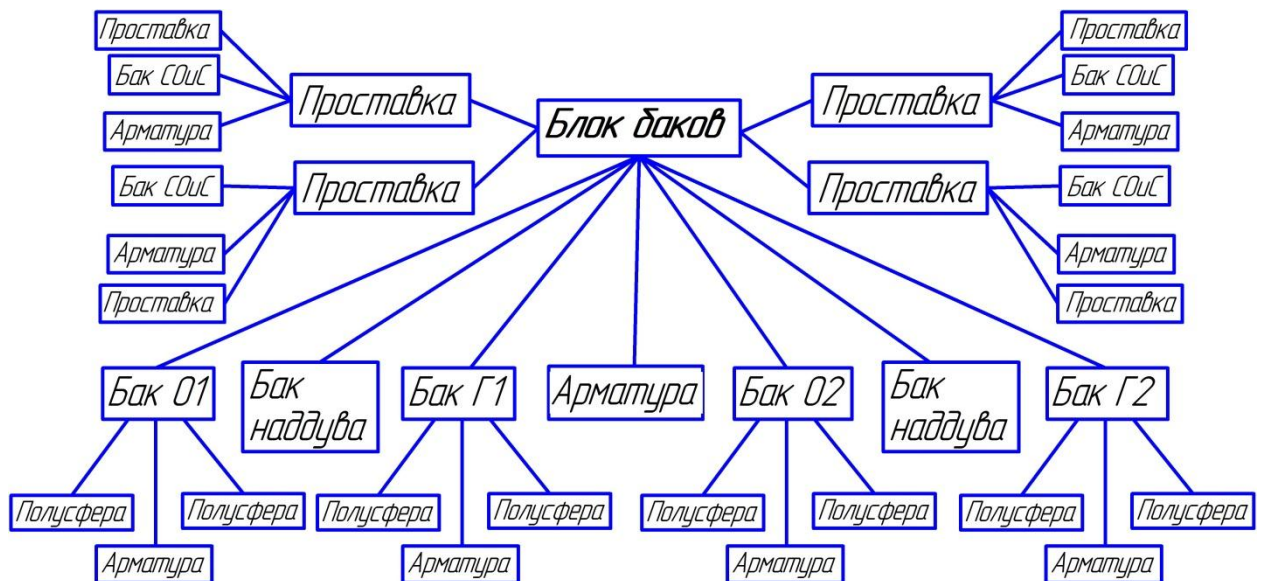 Проставка
Проставка
Бак СОиС
Бак СОиС
Проставка
Проставка
Блок баков
Арматура
Арматура
Бак СОиС
Бак СОиС
Проставка
Проставка
Арматура
Арматура
Проставка
Проставка
Бак О1
Бак
наддува
Бак Г1
Арматура
Бак О2
Бак
наддува
Бак Г2
Полусфера
Полусфера
Полусфера
Полусфера
Полусфера
Полусфера
Полусфера
Полусфера
Арматура
Арматура
Арматура
Арматура